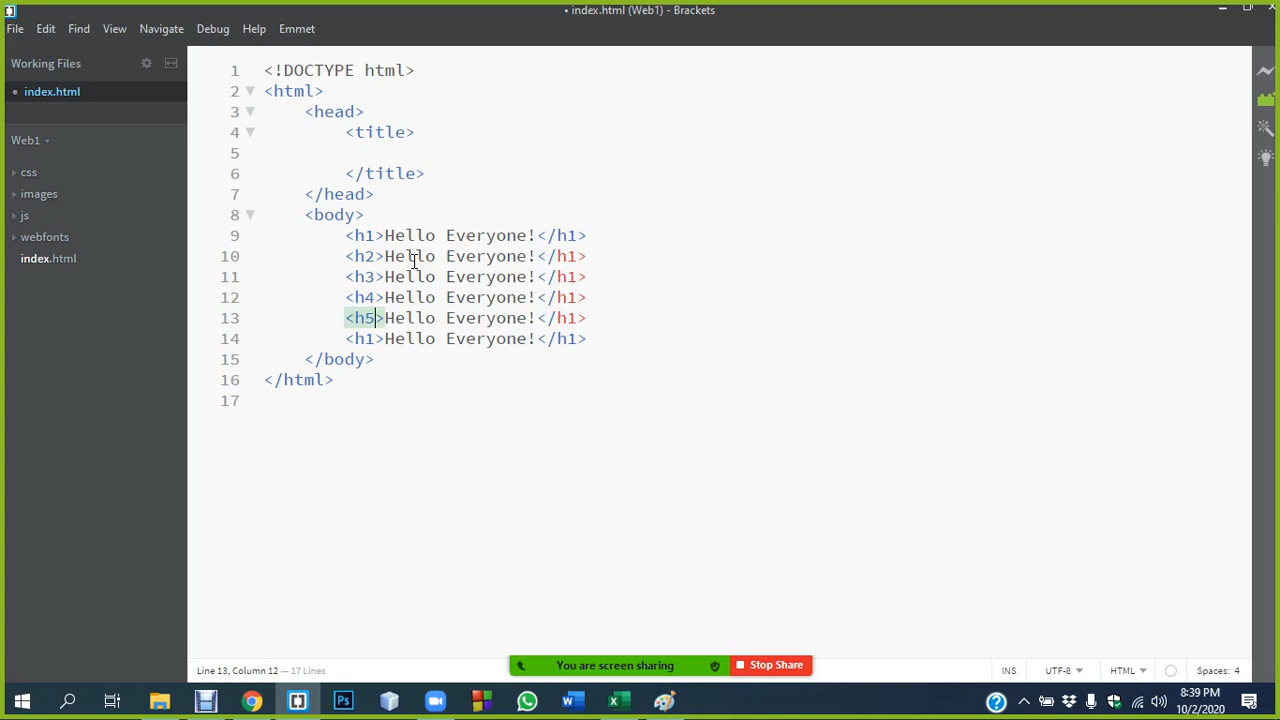 • index.html (Web1) - Brackets
File Edit Find View Navigate Debug Help Emmet
Working Files
• index.html
Web1
css
images
js
webfonts
index.html
1 <!DOCTYPE html>
2 <html>
3 <head>
4 <title>
5
6 </title>
7 </head>
8 <body>
9 <h1>Hello Everyone!</h1>
10 <h2>Hello Everyone!</h1>
11 <h3>Hello Everyone!</h1>
12 <h4>Hello Everyone!</h1>
13 <h5>Hello Everyone!</h1>
14 <h1>Hello Everyone!</h1>
15 </body>
16 </html>
17
Line 13, Column 12 — 17 Lines
INS UTF-8 HTML Spaces: 4
You are screen sharing Stop Share
8:39 PM
10/2/2020